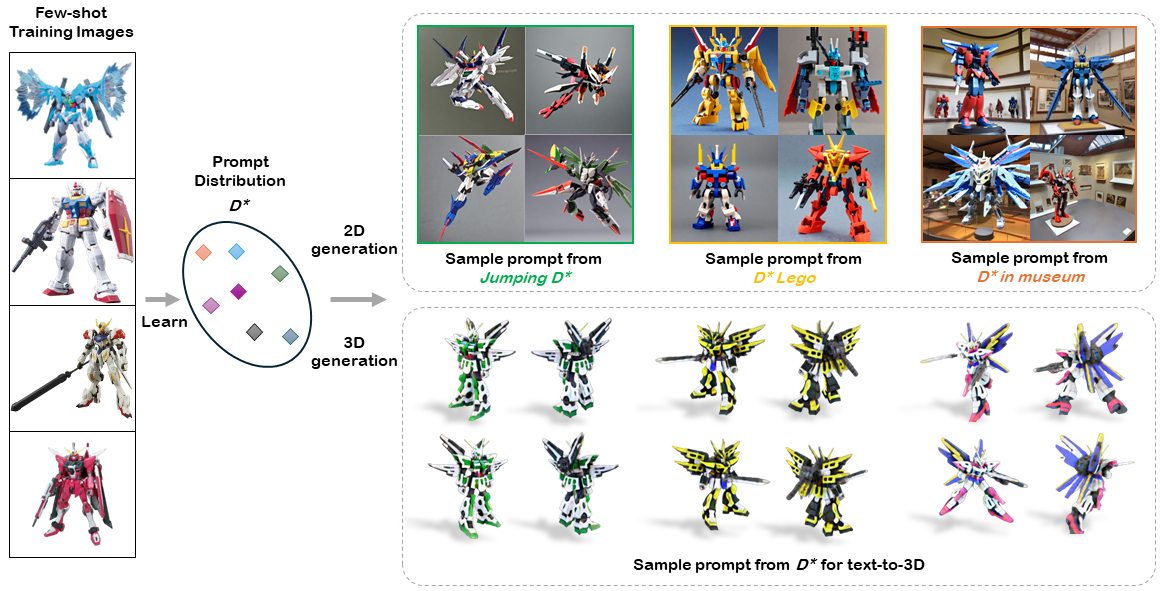 Few-shot
Training Images
Prompt
Distribution
D*
Learn
2D
generation
3D
generation
Sample prompt from
Jumping D*
Sample prompt from
D* Lego
Sample prompt from
D* in museum
Sample prompt from D* for text-to-3D